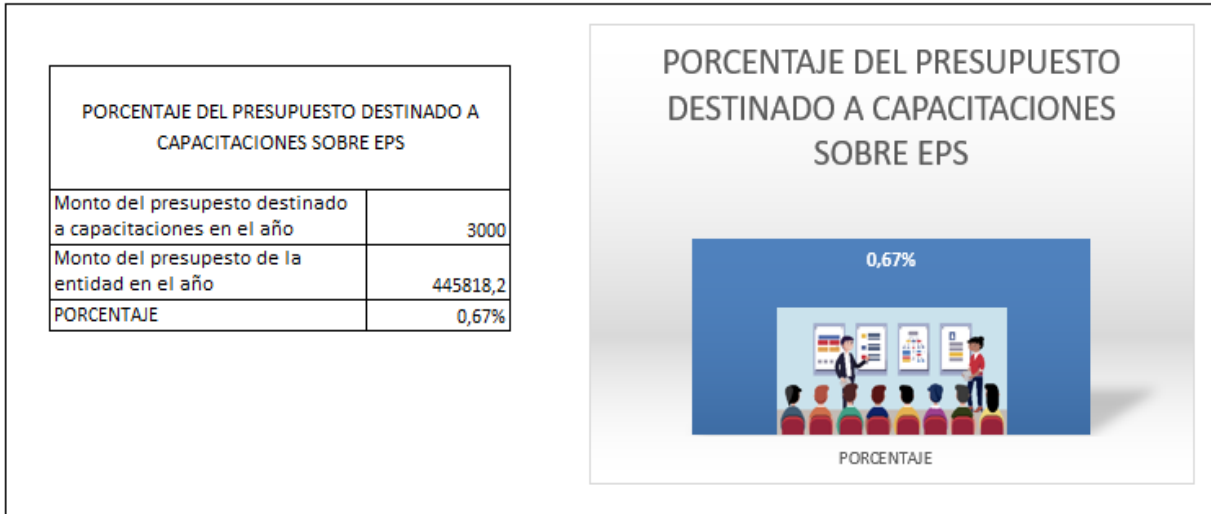 PORCENTAJE DEL PRESUPUESTO DESTINADO A
CAPACITACIONES SOBRE EPS
Monto del presupesto destinado
a capacitaciones en el año 3000
Monto del presupesto de la
entidad en el año 445818,2
PORCENTAJE 0,67%
PORCENTAJE DEL PRESUPUESTO
DESTINADO A CAPACITACIONES
SOBRE EPS
0,67%
PORCENTAJE